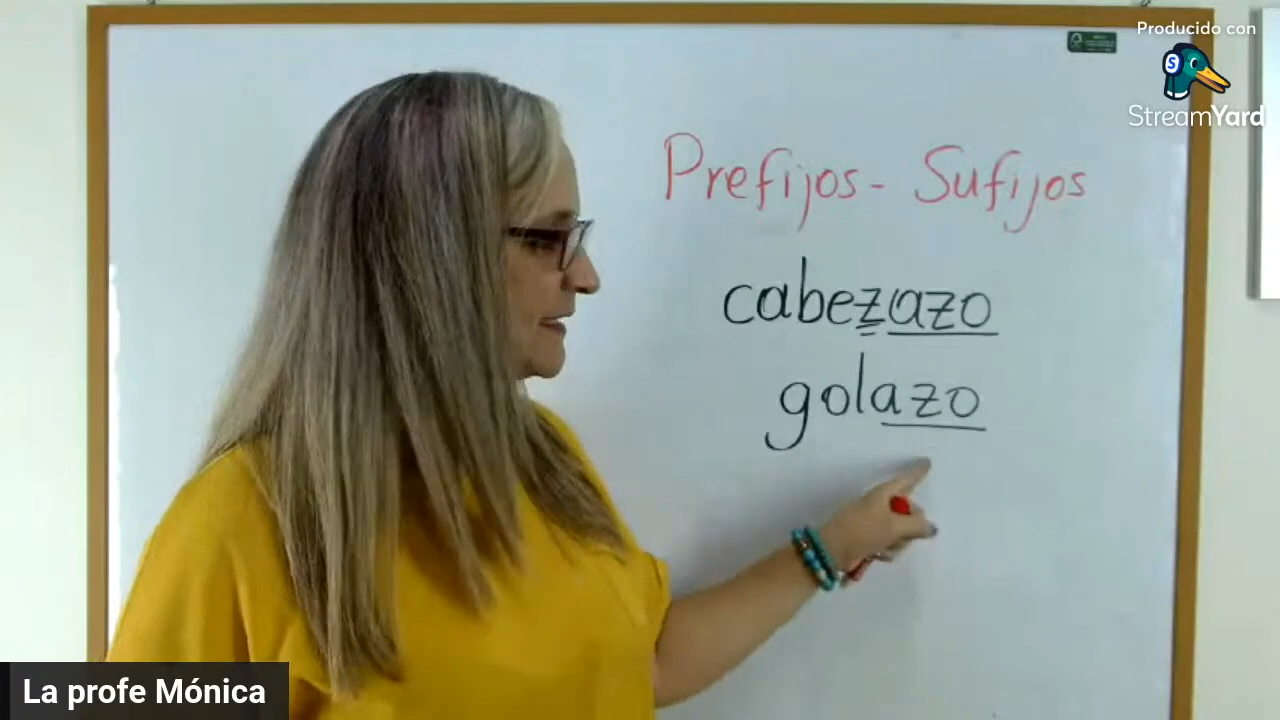 Producido con
StreamYard
Prefijos - Sufijos
cabezazo
golazo
La profe Mónica